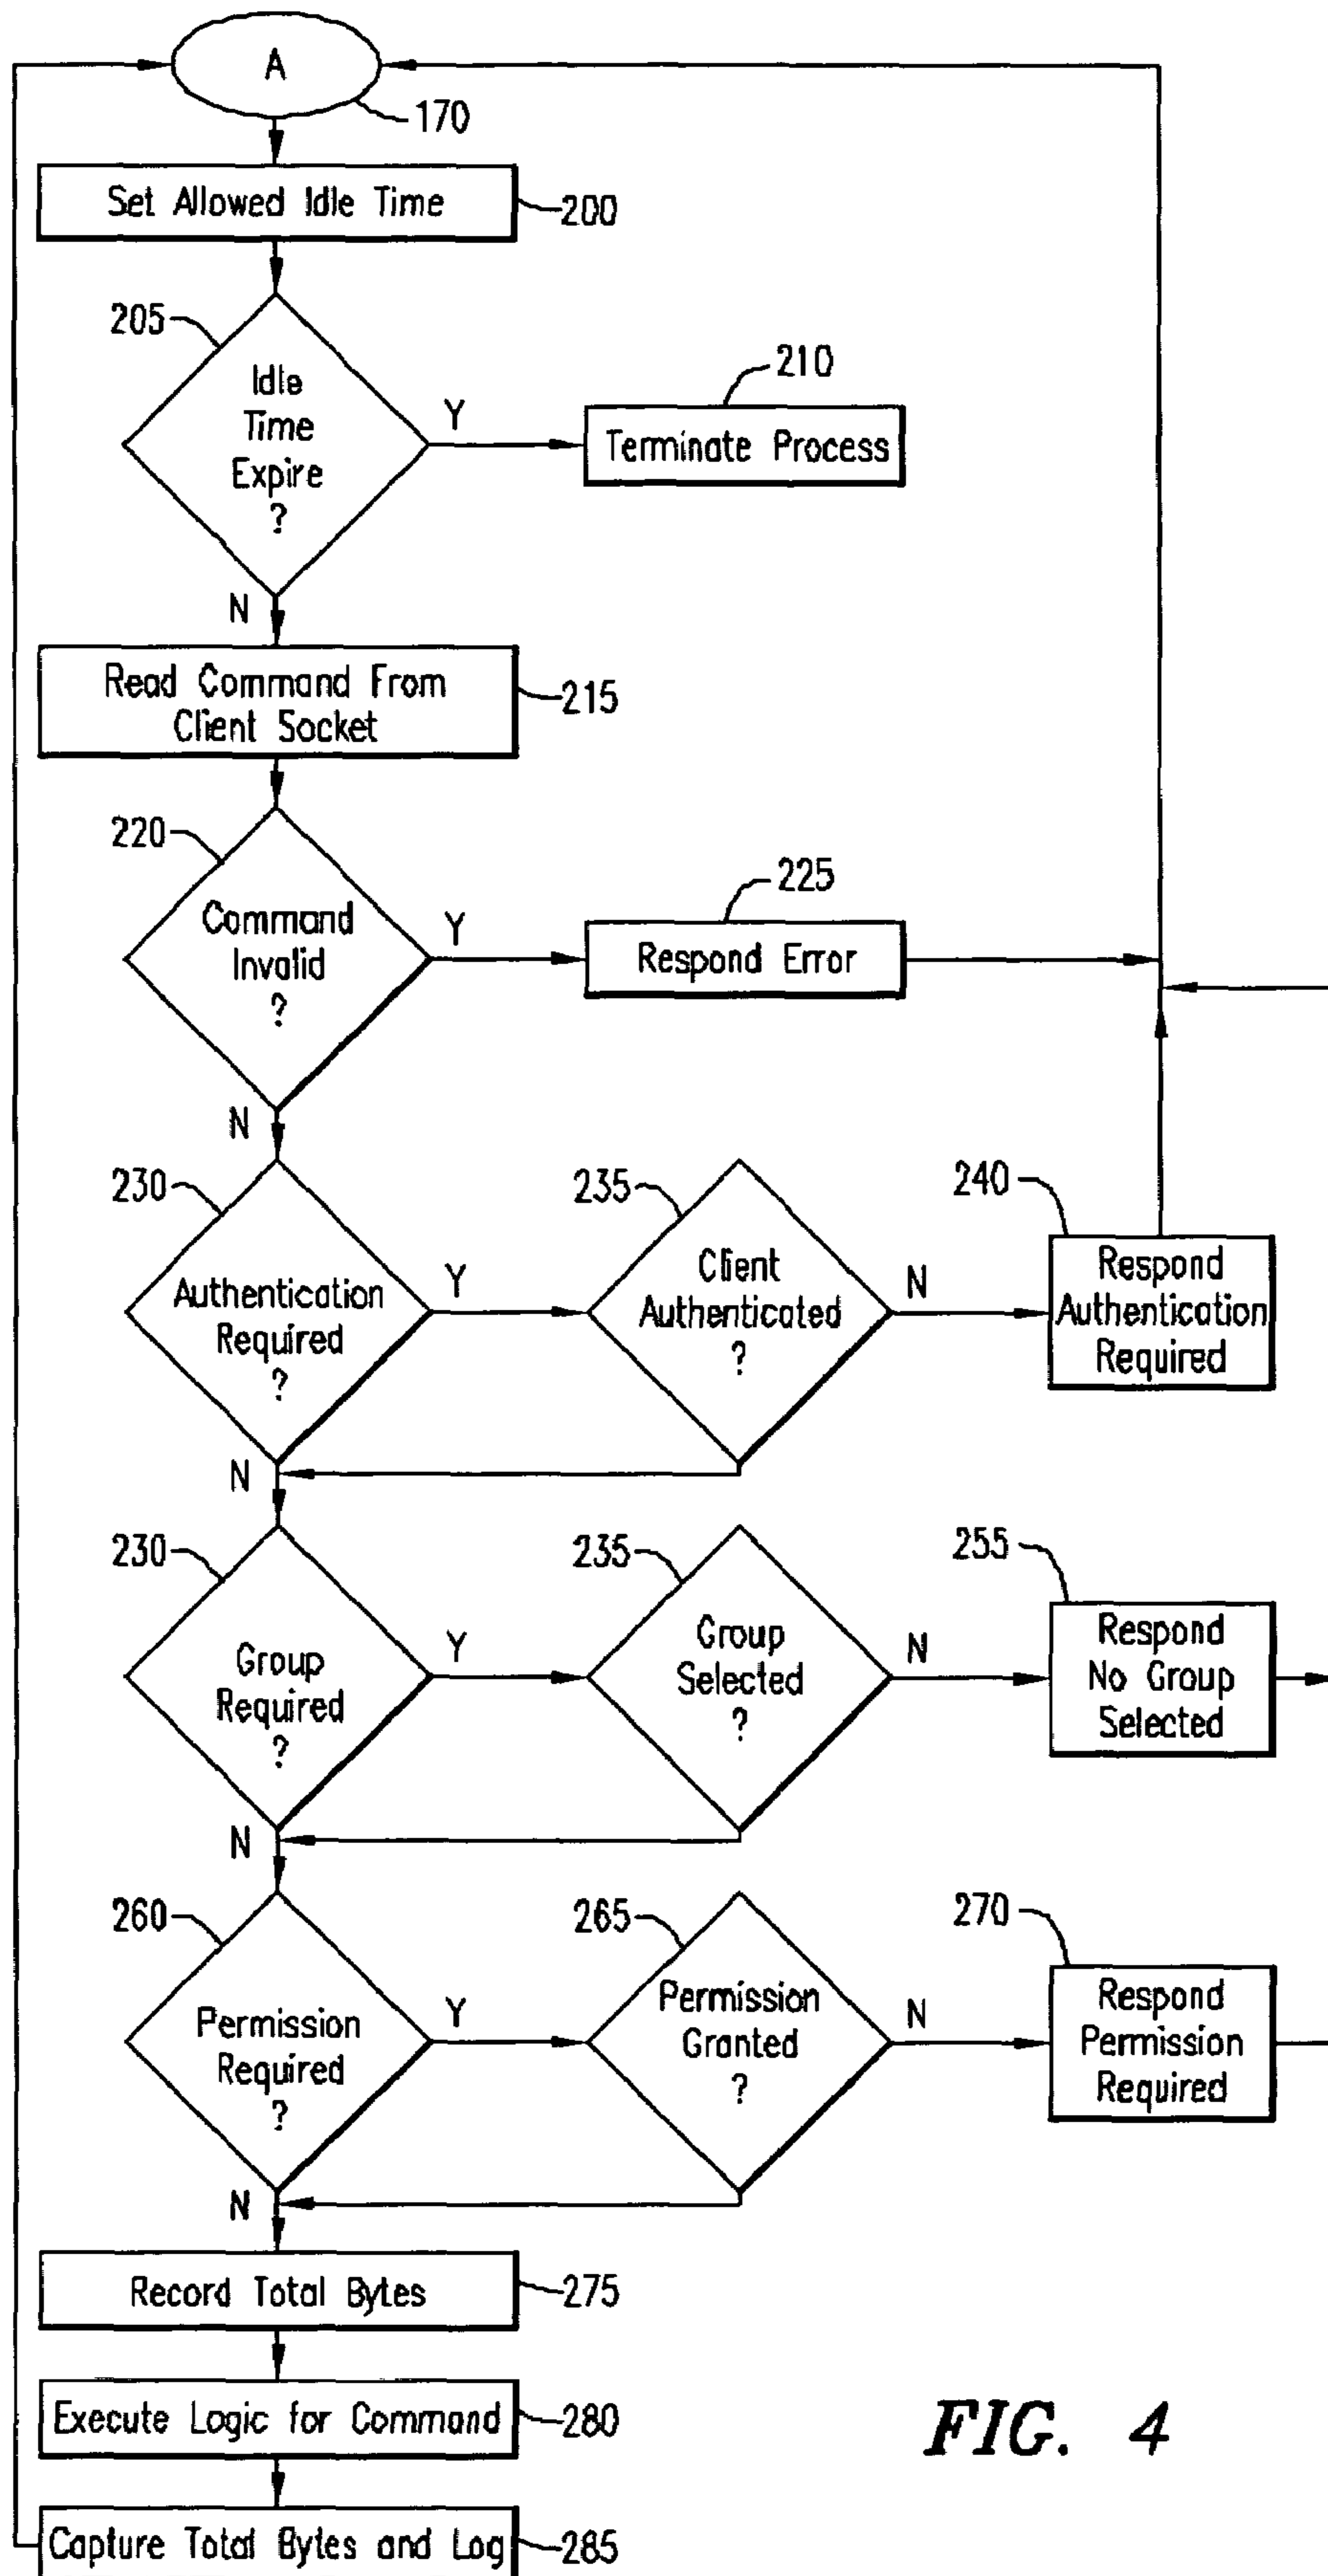 A
170
Set Allowed Idle Time
200
205
Idle
Time
Expire
?
Y
210
Terminate Process
N
Read Command From
Client Socket
215
220
Command
Invalid
?
Y
225
Respond Error
N
230
Authentication
Required
?
Y
235
Client
Authenticated
?
N
240
Respond
Authentication
Required
N
230
Group
Required
?
Y
235
Group
Selected
?
N
255
Respond
No Group
Selected
N
260
Permission
Required
?
Y
265
Permission
Granted
?
N
270
Respond
Permission
Required
N
Record Total Bytes
275
Execute Logic for Command
280
Capture Total Bytes and Log
285
FIG. 4